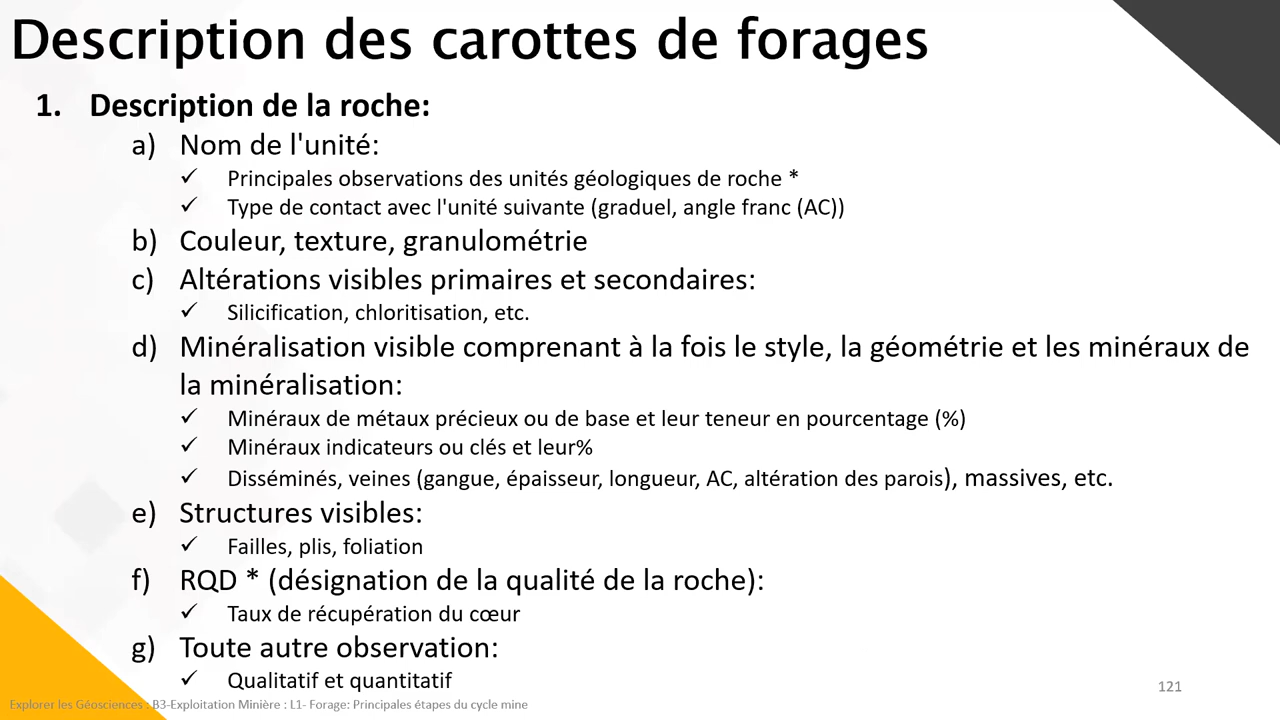 Description des carottes de forages
1. Description de la roche:
a) Nom de l'unité:
✓ Principales observations des unités géologiques de roche *
✓ Type de contact avec l'unité suivante (graduel, angle franc (AC))
b) Couleur, texture, granulométrie
c) Altérations visibles primaires et secondaires:
✓ Silicification, chloritisation, etc.
d) Minéralisation visible comprenant à la fois le style, la géométrie et les minéraux de
la minéralisation:
✓ Minéraux de métaux précieux ou de base et leur teneur en pourcentage (%)
✓ Minéraux indicateurs ou clés et leur%
✓ Disséminés, veines (gangue, épaisseur, longueur, AC, altération des parois), massives, etc.
e) Structures visibles:
✓ Failles, plis, foliation
f) RQD * (désignation de la qualité de la roche):
✓ Taux de récupération du cœur
g) Toute autre observation:
✓ Qualitatif et quantitatif
121
Explorer les Géosciences : B3-Exploitation Minière : L1- Forage: Principales étapes du cycle mine